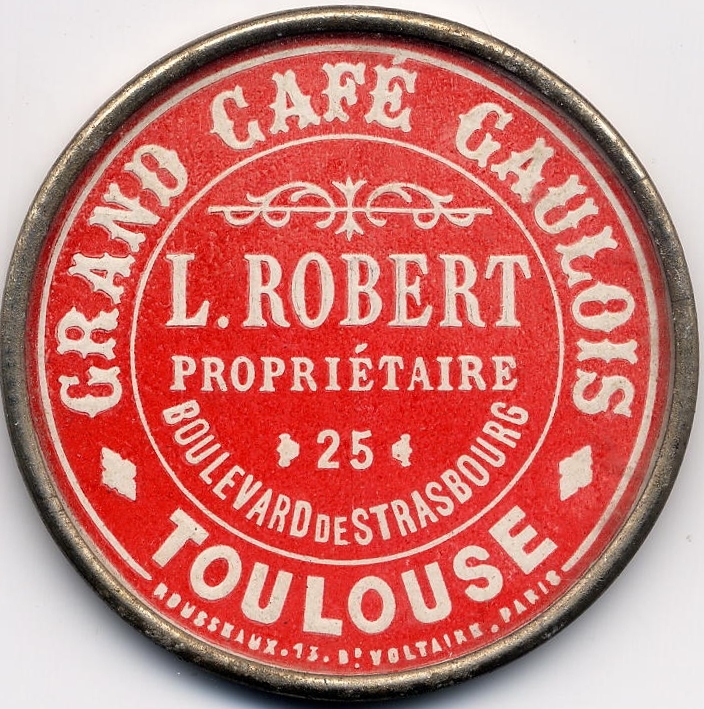 GRAND CAFÉ GAULOIS
L. ROBERT
PROPRIÉTAIRE
25
BOULEVARD DE STRASBOURG
TOULOUSE
ROUSSEAUX. 13. Bᵈ VOLTAIRE. PARIS